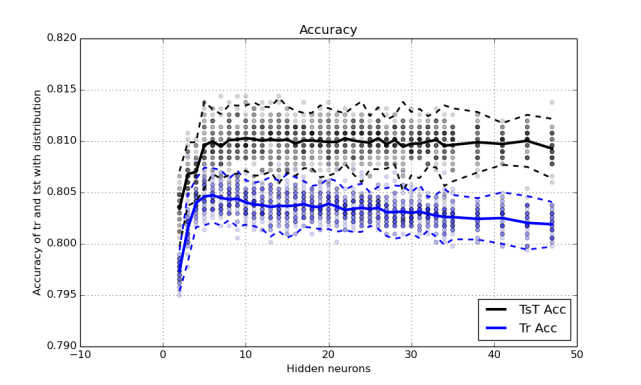 Accuracy
0.820
0.815
0.810
0.805
0.800
0.795
0.790
Accuracy of tr and tst with distribution
−10
0
10
20
30
40
50
Hidden neurons
TsT Acc
Tr Acc